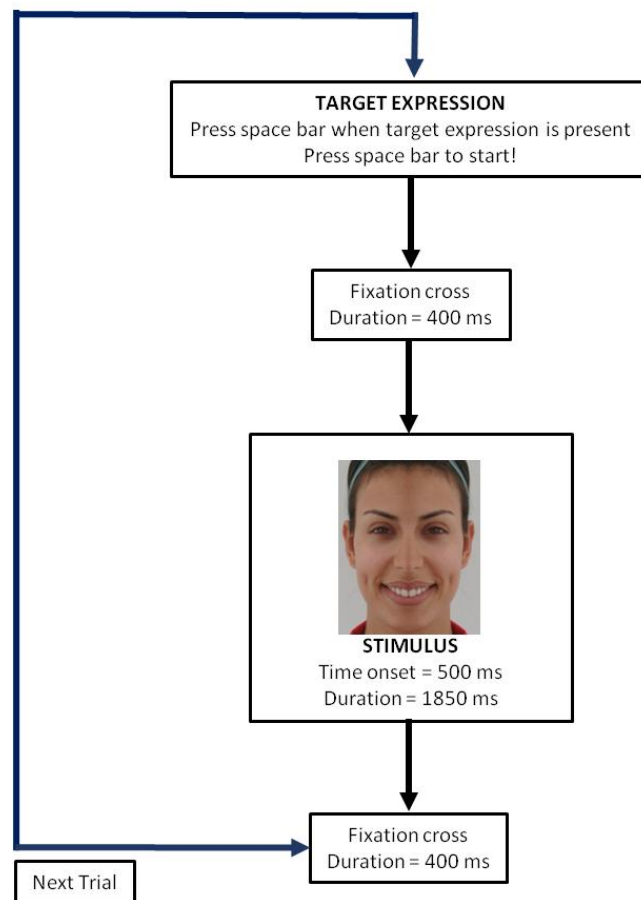 TARGET EXPRESSION
Press space bar when target expression is present
Press space bar to start!
Fixation cross
Duration = 400 ms
STIMULUS
Time onset = 500 ms
Duration = 1850 ms
Fixation cross
Duration = 400 ms
Next Trial